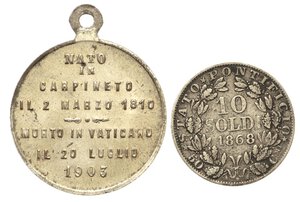 NATO
IN
CARPINETO
IL 2 MARZO 1810
MORTO IN VATICANO
IL 20 LUGLIO
1903
STATO PONTIFICIO
10
SOLDI
1868